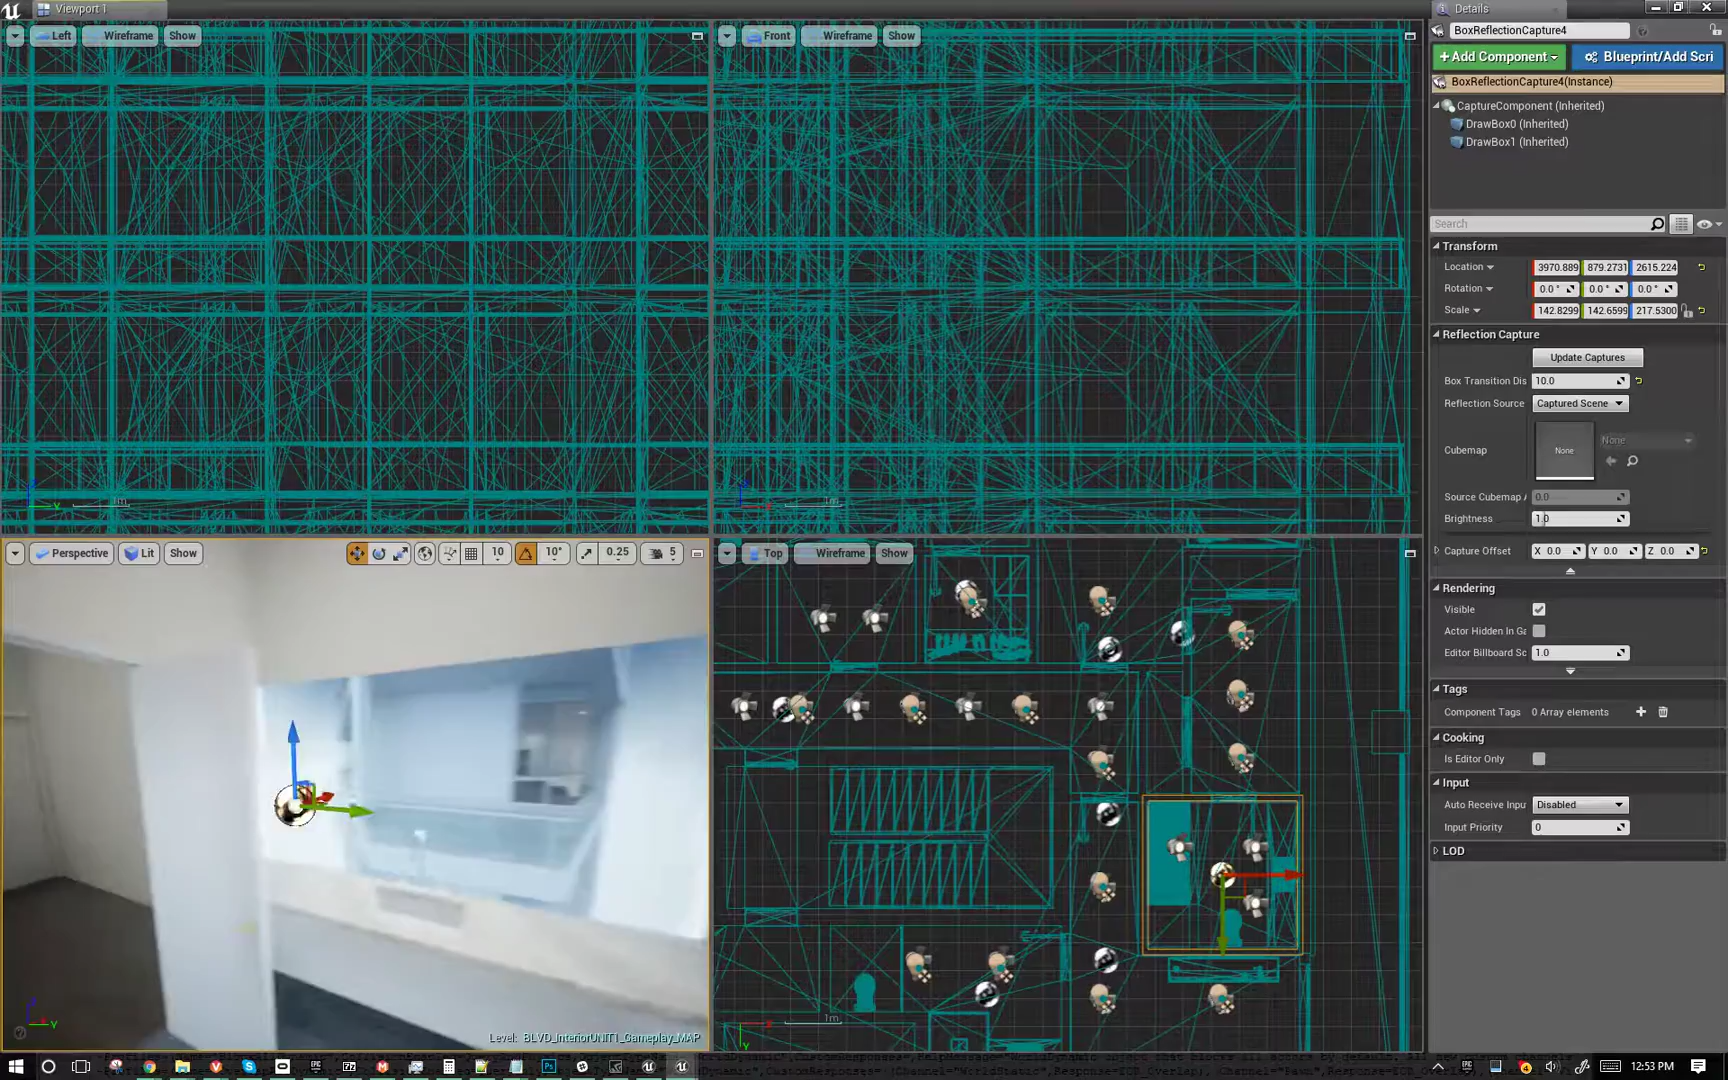 Viewport 1
Left Wireframe Show
Front Wireframe Show
1m
1m
Perspective Lit Show
10 10° 0.25 5
Top Wireframe Show
Level: BLVD_InteriorUNIT1_Gameplay_MAP
1m
Details
BoxReflectionCapture4
+Add Component
Blueprint/Add Scri
BoxReflectionCapture4(Instance)
CaptureComponent (Inherited)
DrawBox0 (Inherited)
DrawBox1 (Inherited)
Search
Transform
Location 3970.889 879.2731 2615.224
Rotation 0.0 ° 0.0 ° 0.0 °
Scale 142.8299 142.6599 217.5300
Reflection Capture
Update Captures
Box Transition Dis 10.0
Reflection Source Captured Scene
Cubemap None None
Source Cubemap A 0.0
Brightness 1.0
Capture Offset X 0.0 Y 0.0 Z 0.0
Rendering
Visible
Actor Hidden In Ga
Editor Billboard Sc 1.0
Tags
Component Tags 0 Array elements
Cooking
Is Editor Only
Input
Auto Receive Inpu Disabled
Input Priority 0
LOD
12:53 PM